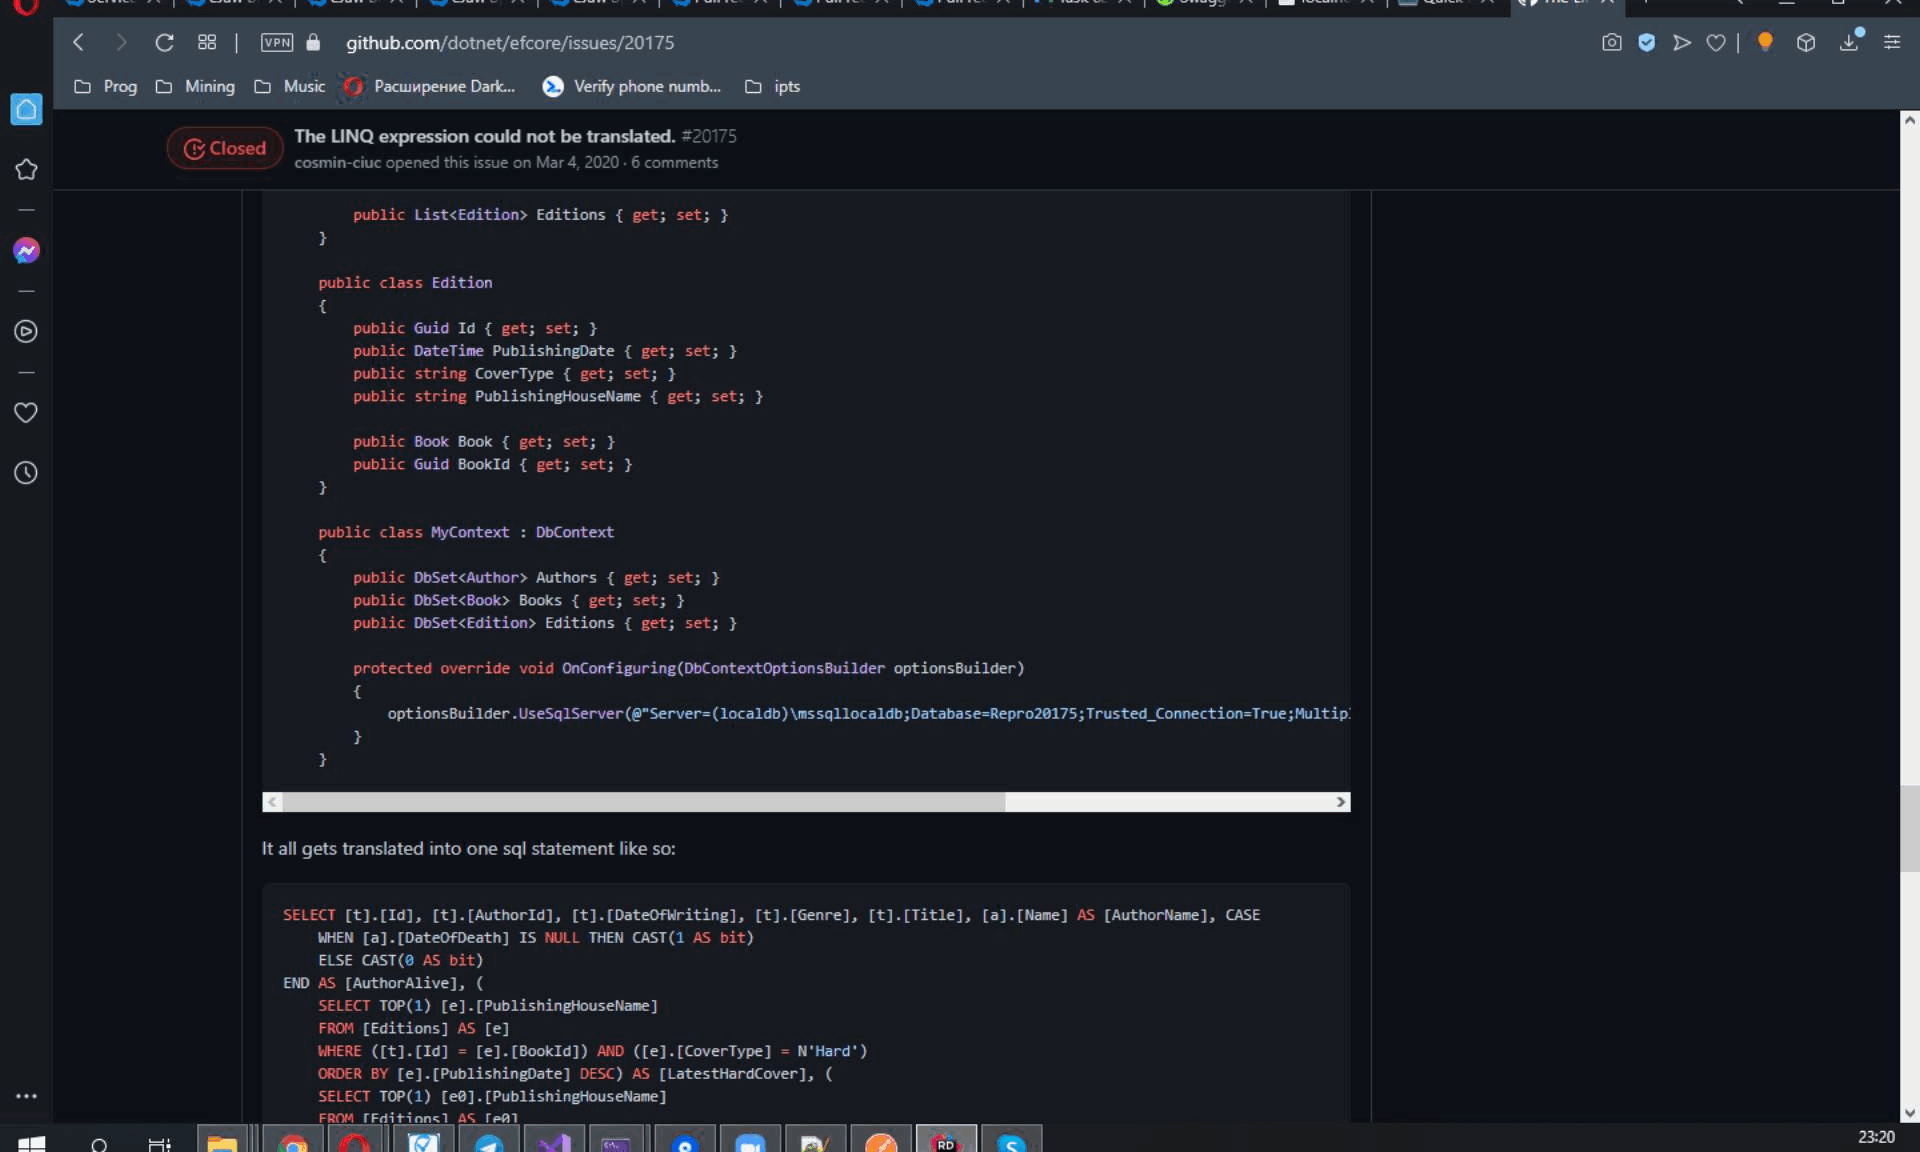 VPN
github.com/dotnet/efcore/issues/20175
Prog
Mining
Music
Расширение Dark...
Verify phone numb...
ipts
Closed
The LINQ expression could not be translated. #20175
cosmin-ciuc opened this issue on Mar 4, 2020 · 6 comments
public List<Edition> Editions { get; set; }
}
public class Edition
{
public Guid Id { get; set; }
public DateTime PublishingDate { get; set; }
public string CoverType { get; set; }
public string PublishingHouseName { get; set; }
public Book Book { get; set; }
public Guid BookId { get; set; }
}
public class MyContext : DbContext
{
public DbSet<Author> Authors { get; set; }
public DbSet<Book> Books { get; set; }
public DbSet<Edition> Editions { get; set; }
protected override void OnConfiguring(DbContextOptionsBuilder optionsBuilder)
{
optionsBuilder.UseSqlServer(@"Server=(localdb)\mssqllocaldb;Database=Repro20175;Trusted_Connection=True;Multipl
}
}
It all gets translated into one sql statement like so:
SELECT [t].[Id], [t].[AuthorId], [t].[DateOfWriting], [t].[Genre], [t].[Title], [a].[Name] AS [AuthorName], CASE
WHEN [a].[DateOfDeath] IS NULL THEN CAST(1 AS bit)
ELSE CAST(0 AS bit)
END AS [AuthorAlive], (
SELECT TOP(1) [e].[PublishingHouseName]
FROM [Editions] AS [e]
WHERE ([t].[Id] = [e].[BookId]) AND ([e].[CoverType] = N'Hard')
ORDER BY [e].[PublishingDate] DESC) AS [LatestHardCover], (
SELECT TOP(1) [e0].[PublishingHouseName]
FROM [Editions] AS [e0]
RD
23:20